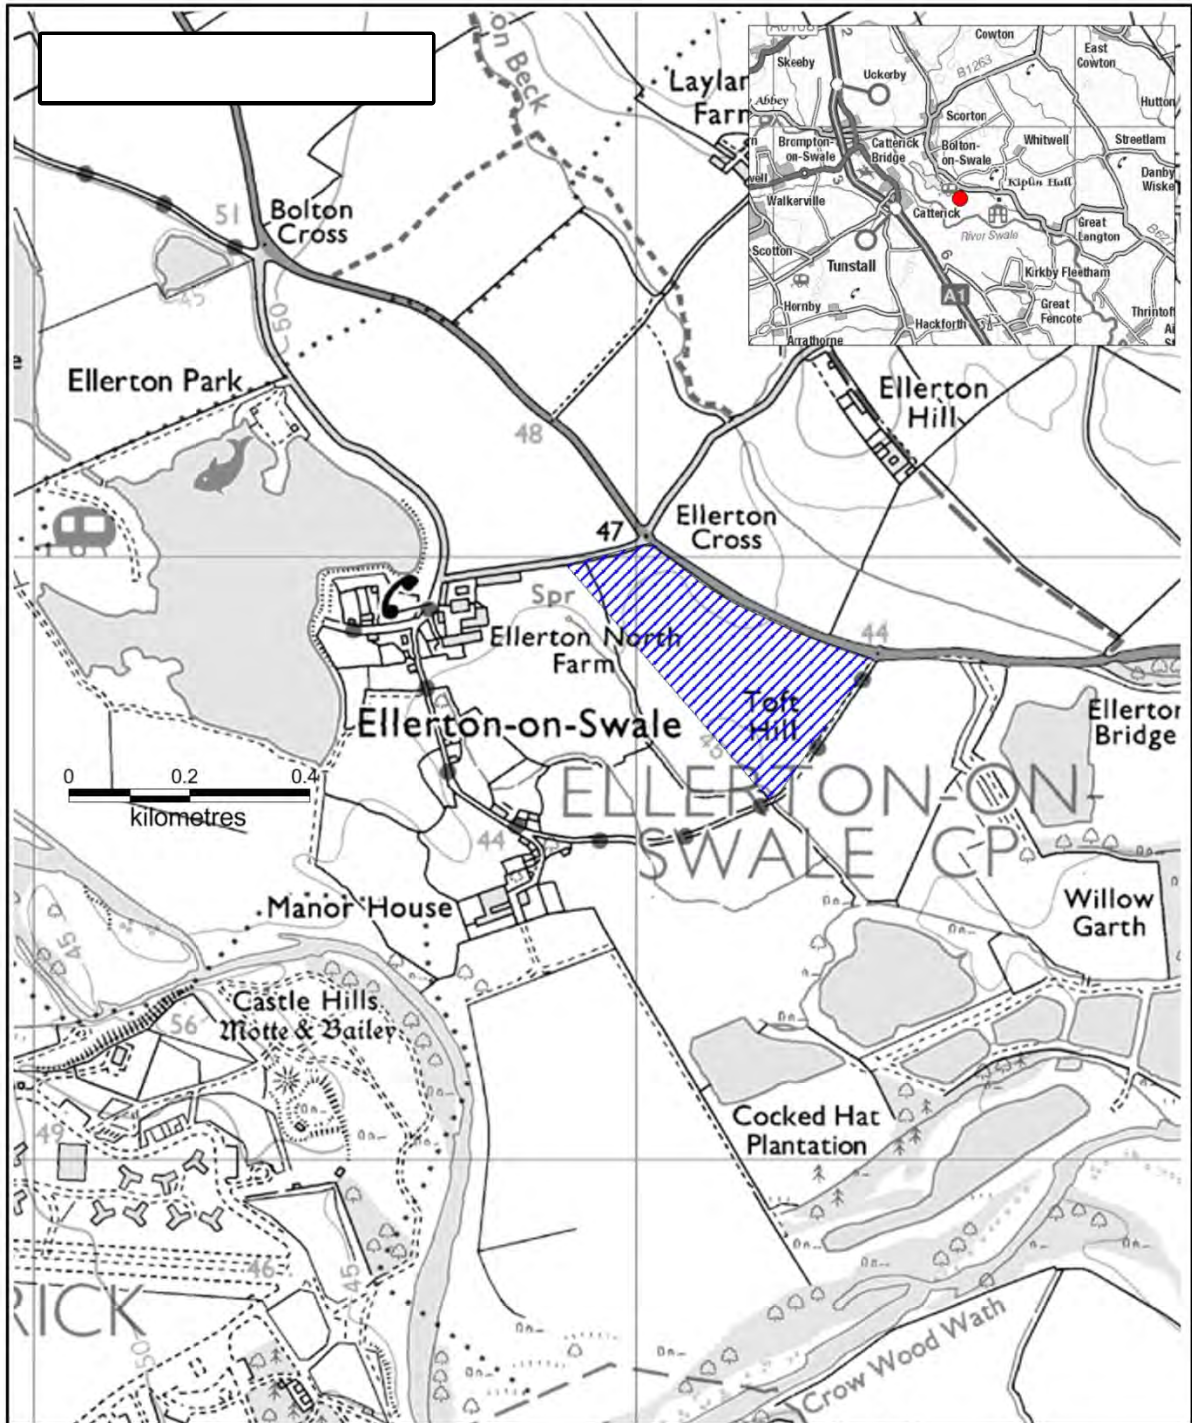 on Beck
51
Bolton
Cross
45
50
Ellerton Park
48
Ellerton
Hill
47
Ellerton
Cross
Spr
Ellerton North
Farm
44
Toft
Hill
45
Ellerton-on-Swale
Ellerton
Bridge
0 0.2 0.4
kilometres
ELLERTON-ON-
SWALE CP
44
Manor House
Willow
Garth
45
Castle Hills
Motte & Bailey
56
49
Cocked Hat
Plantation
46
45
RICK
50
Crow Wood Wath
Cowton
Skeeby
Uckerby
B1263
East
Cowton
Abbey
Scorton
Hutton
Brompton-
on-Swale
Catterick
Bridge
Bolton-
on-Swale
Whitwell
Streetlam
Danby
Wiske
Kiplin Hall
Walkerville
Catterick
River Swale
Great
Langton
Scotton
Tunstall
6
Kirkby Fleetham
A1
Hornby
Great
Fencote
Hackforth
Arrathorne